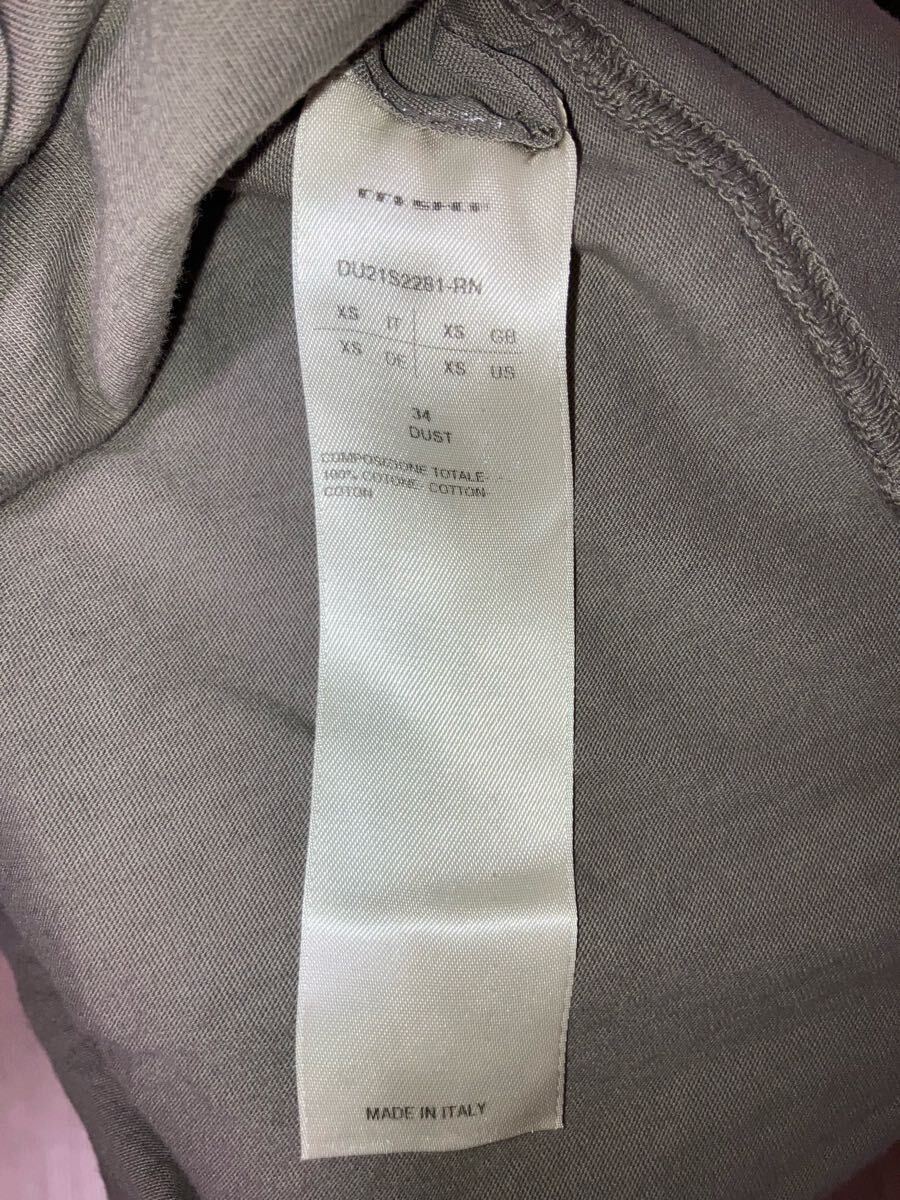 DU21S2281-RN
XS IT XS GB
XS DE XS US
34
DUST
COMPOSIZIONE TOTALE
100% COTONE- COTTON-
COTON
MADE IN ITALY